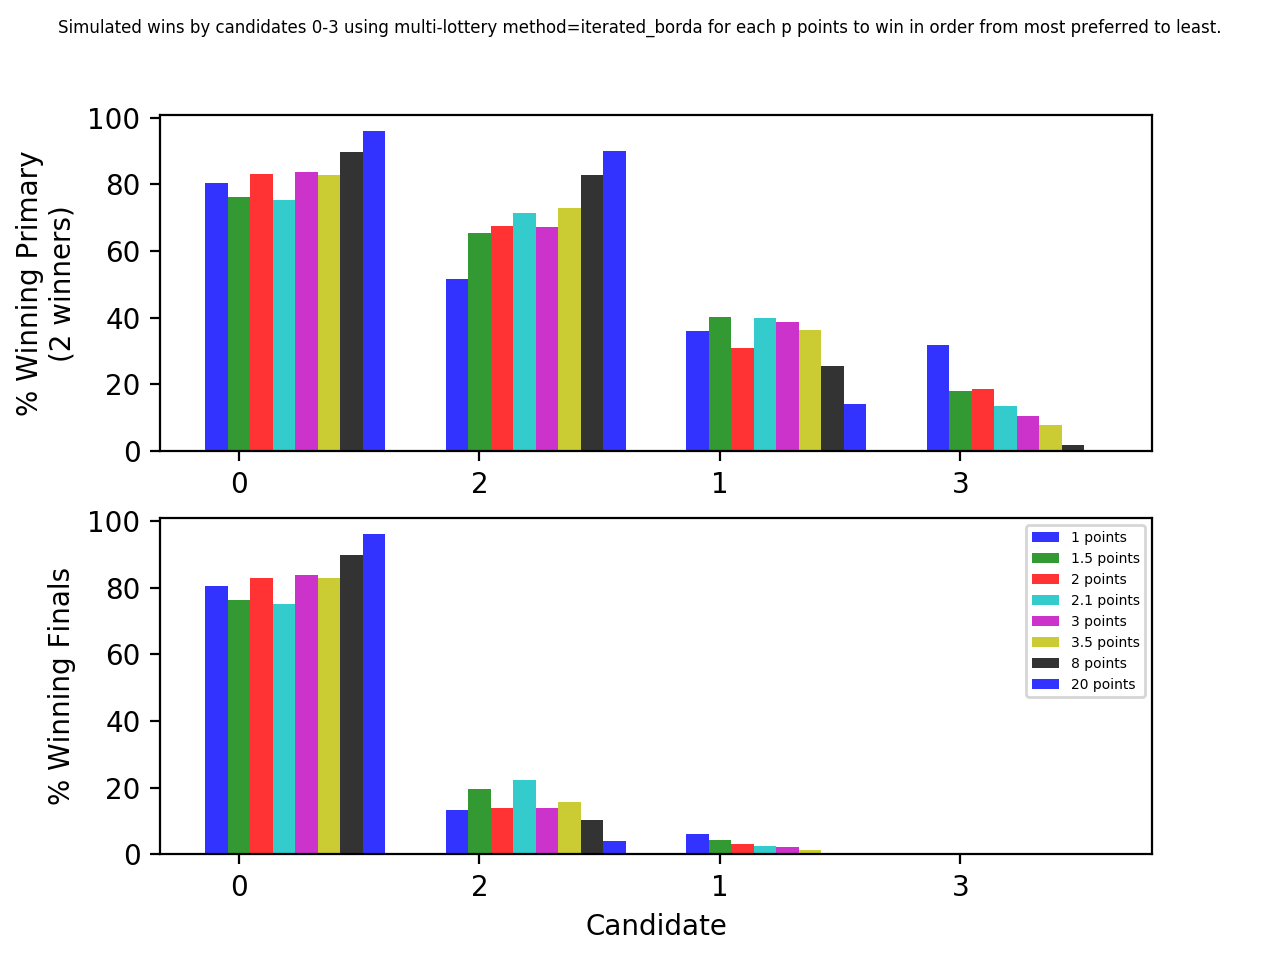 Simulated wins by candidates 0-3 using multi-lottery method=iterated_borda for each p points to win in order from most preferred to least.
% Winning Primary
(2 winners)
100
80
60
40
20
0
0
2
1
3
% Winning Finals
100
80
60
40
20
0
1 points
1.5 points
2 points
2.1 points
3 points
3.5 points
8 points
20 points
0
2
1
3
Candidate